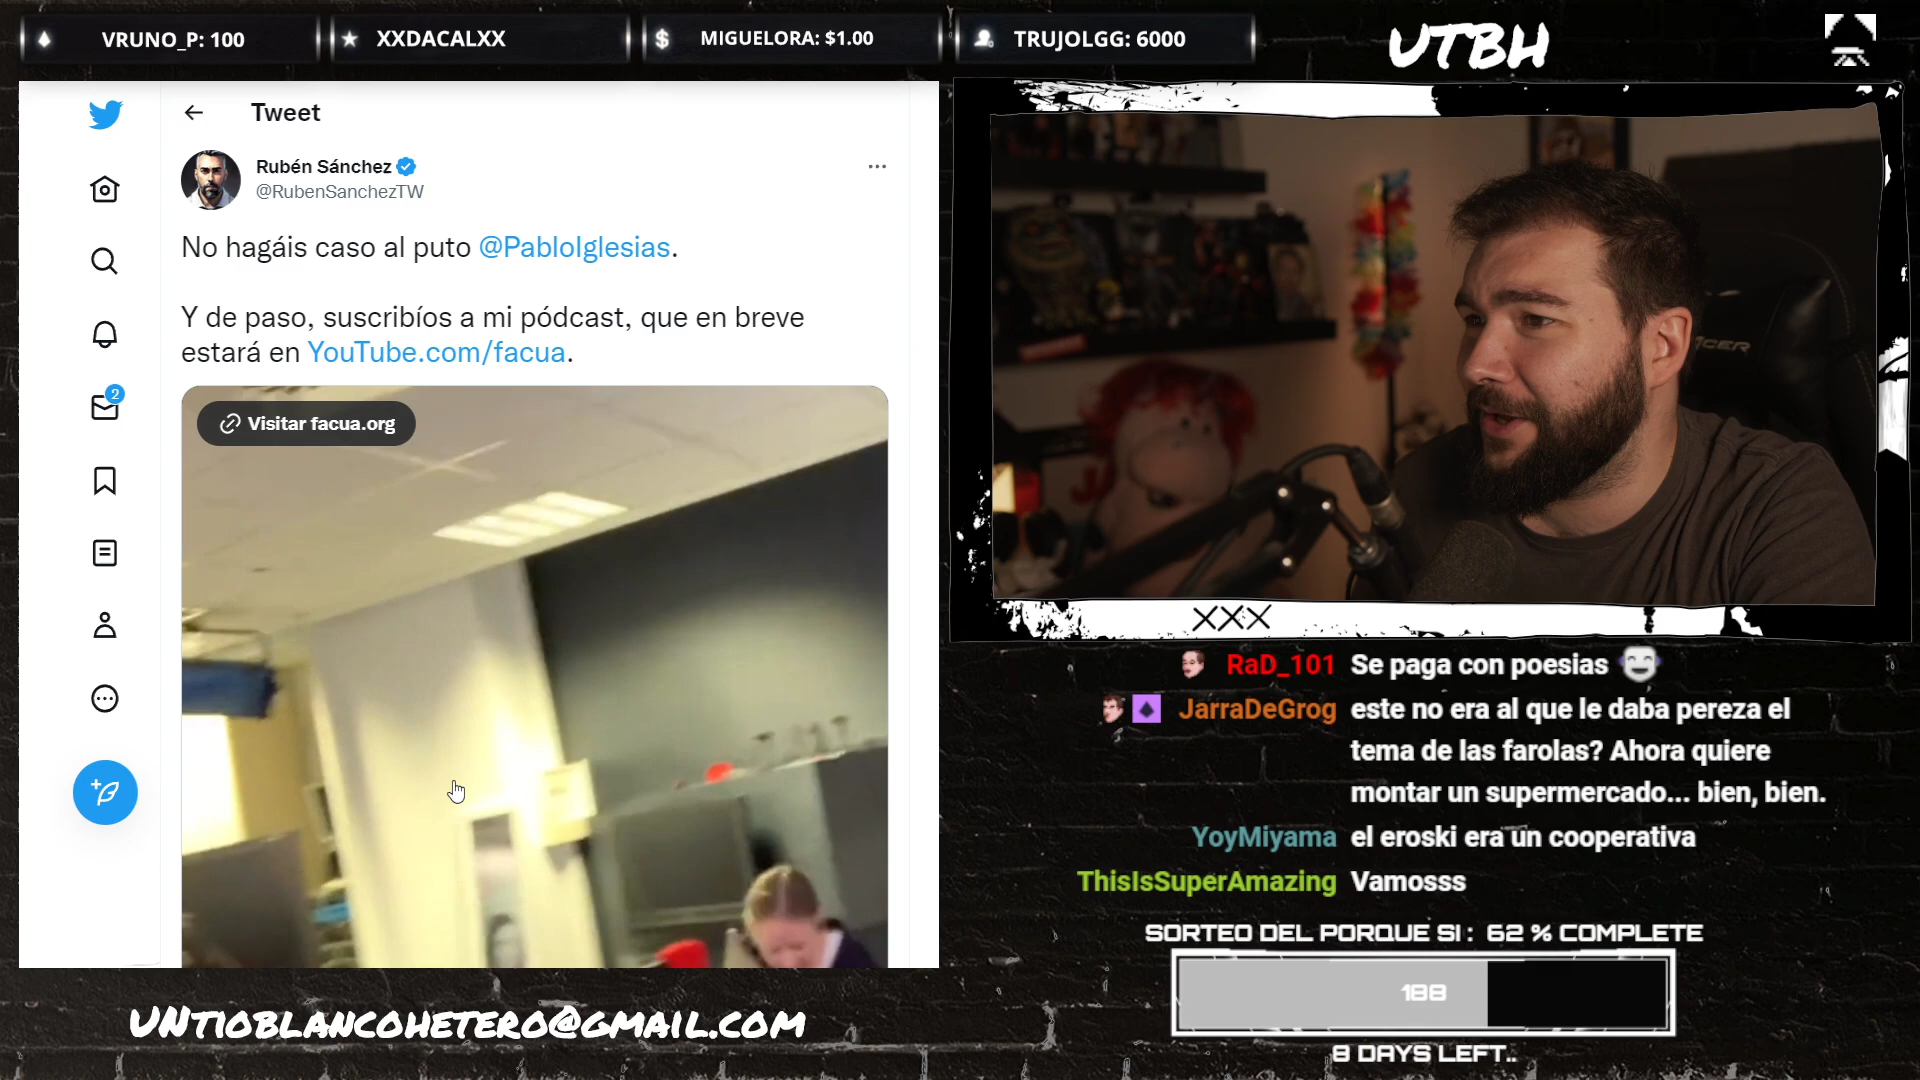 VRUNO_P: 100
XXDACALXX
MIGUELORA: $1.00
TRUJOLGG: 6000
UTBH
Tweet
Rubén Sánchez
@RubenSanchezTW
No hagáis caso al puto @PabloIglesias.
Y de paso, suscribíos a mi pódcast, que en breve
estará en YouTube.com/facua.
2
Visitar facua.org
XXX
RaD_101 Se paga con poesias
JarraDeGrog este no era al que le daba pereza el
tema de las farolas? Ahora quiere
montar un supermercado... bien, bien.
YoyMiyama el eroski era un cooperativa
ThisIsSuperAmazing Vamosss
SORTEO DEL PORQUE SI : 62 % COMPLETE
188
8 DAYS LEFT..
UNTIOBLANCOHETERO@GMAIL.COM